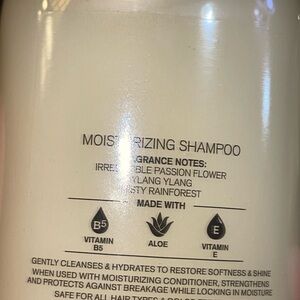 MOISTURIZING SHAMPOO
FRAGRANCE NOTES:
PASSION FLOWER
YLANG YLANG
RAINFOREST
MADE WITH
B5 E
VITAMIN B5 ALOE VITAMIN E
GENTLY CLEANSES & HYDRATES TO RESTORE SOFTNESS & SHINE
WHEN USED WITH MOISTURIZING CONDITIONER, STRENGTHENS
AND PROTECTS AGAINST BREAKAGE WHILE LOCKING IN MOISTURE
SAFE FOR ALL HAIR TYPES &